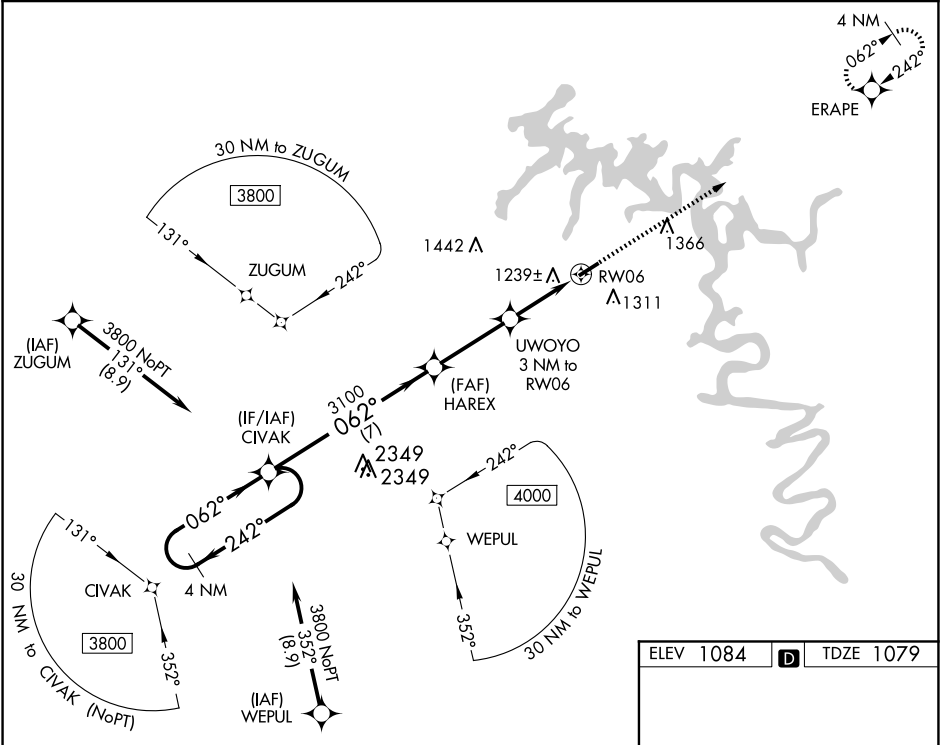 4 NM
062°
242°
ERAPE
30 NM to ZUGUM
3800
131°
ZUGUM
242°
1442
1366
1239±
RW06
1311
(IAF)
ZUGUM
3800 NoPT
131°
(8.9)
UWOYO
3 NM to
RW06
(FAF)
HAREX
(IF/IAF)
CIVAK
3100
062°
(7)
2349
2349
062°
242°
4 NM
242°
4000
WEPUL
352°
30 NM to WEPUL
131°
CIVAK
3800
352°
30 NM to CIVAK (NoPT)
3800 NoPT
352°
(8.9)
(IAF)
WEPUL
ELEV 1084 D TDZE 1079